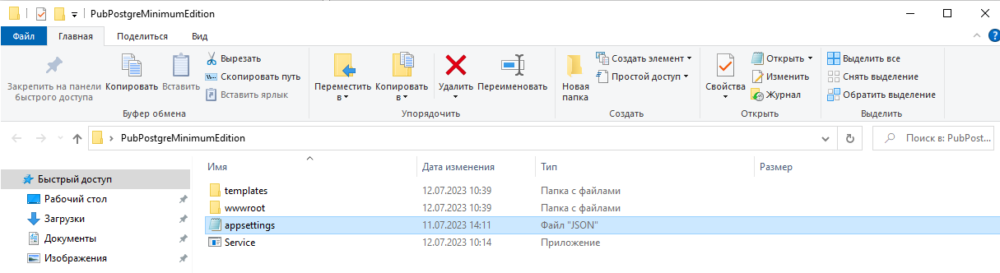 PubPostgreMinimumEdition
Файл Главная Поделиться Вид
Закрепить на панели быстрого доступа
Копировать
Вставить
Вырезать
Скопировать путь
Вставить ярлык
Буфер обмена
Переместить в
Копировать в
Удалить
Переименовать
Упорядочить
Новая папка
Создать элемент
Простой доступ
Создать
Свойства
Открыть
Изменить
Журнал
Открыть
Выделить все
Снять выделение
Обратить выделение
Выделить
PubPostgreMinimumEdition
Поиск в: PubPost...
Быстрый доступ
Рабочий стол
Загрузки
Документы
Изображения
Имя Дата изменения Тип Размер
templates 12.07.2023 10:39 Папка с файлами
wwwroot 12.07.2023 10:39 Папка с файлами
appsettings 11.07.2023 14:11 Файл "JSON"
Service 12.07.2023 10:14 Приложение